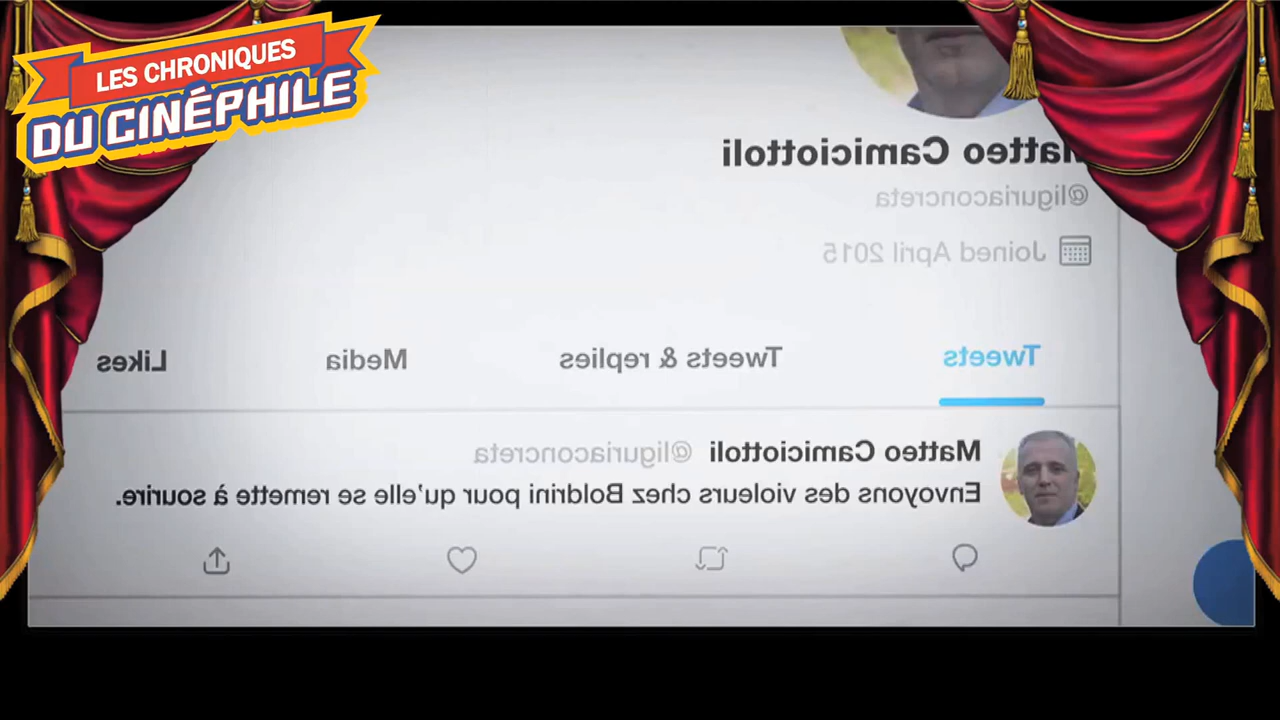 LES CHRONIQUES
DU CINÉPHILE
Matteo Camiciottoli
@liguriaconcreta
Joined April 2015
Tweets
Tweets & replies
Media
Likes
Matteo Camiciottoli @liguriaconcreta
Envoyons des violeurs chez Boldrini pour qu'elle se remette à sourire.